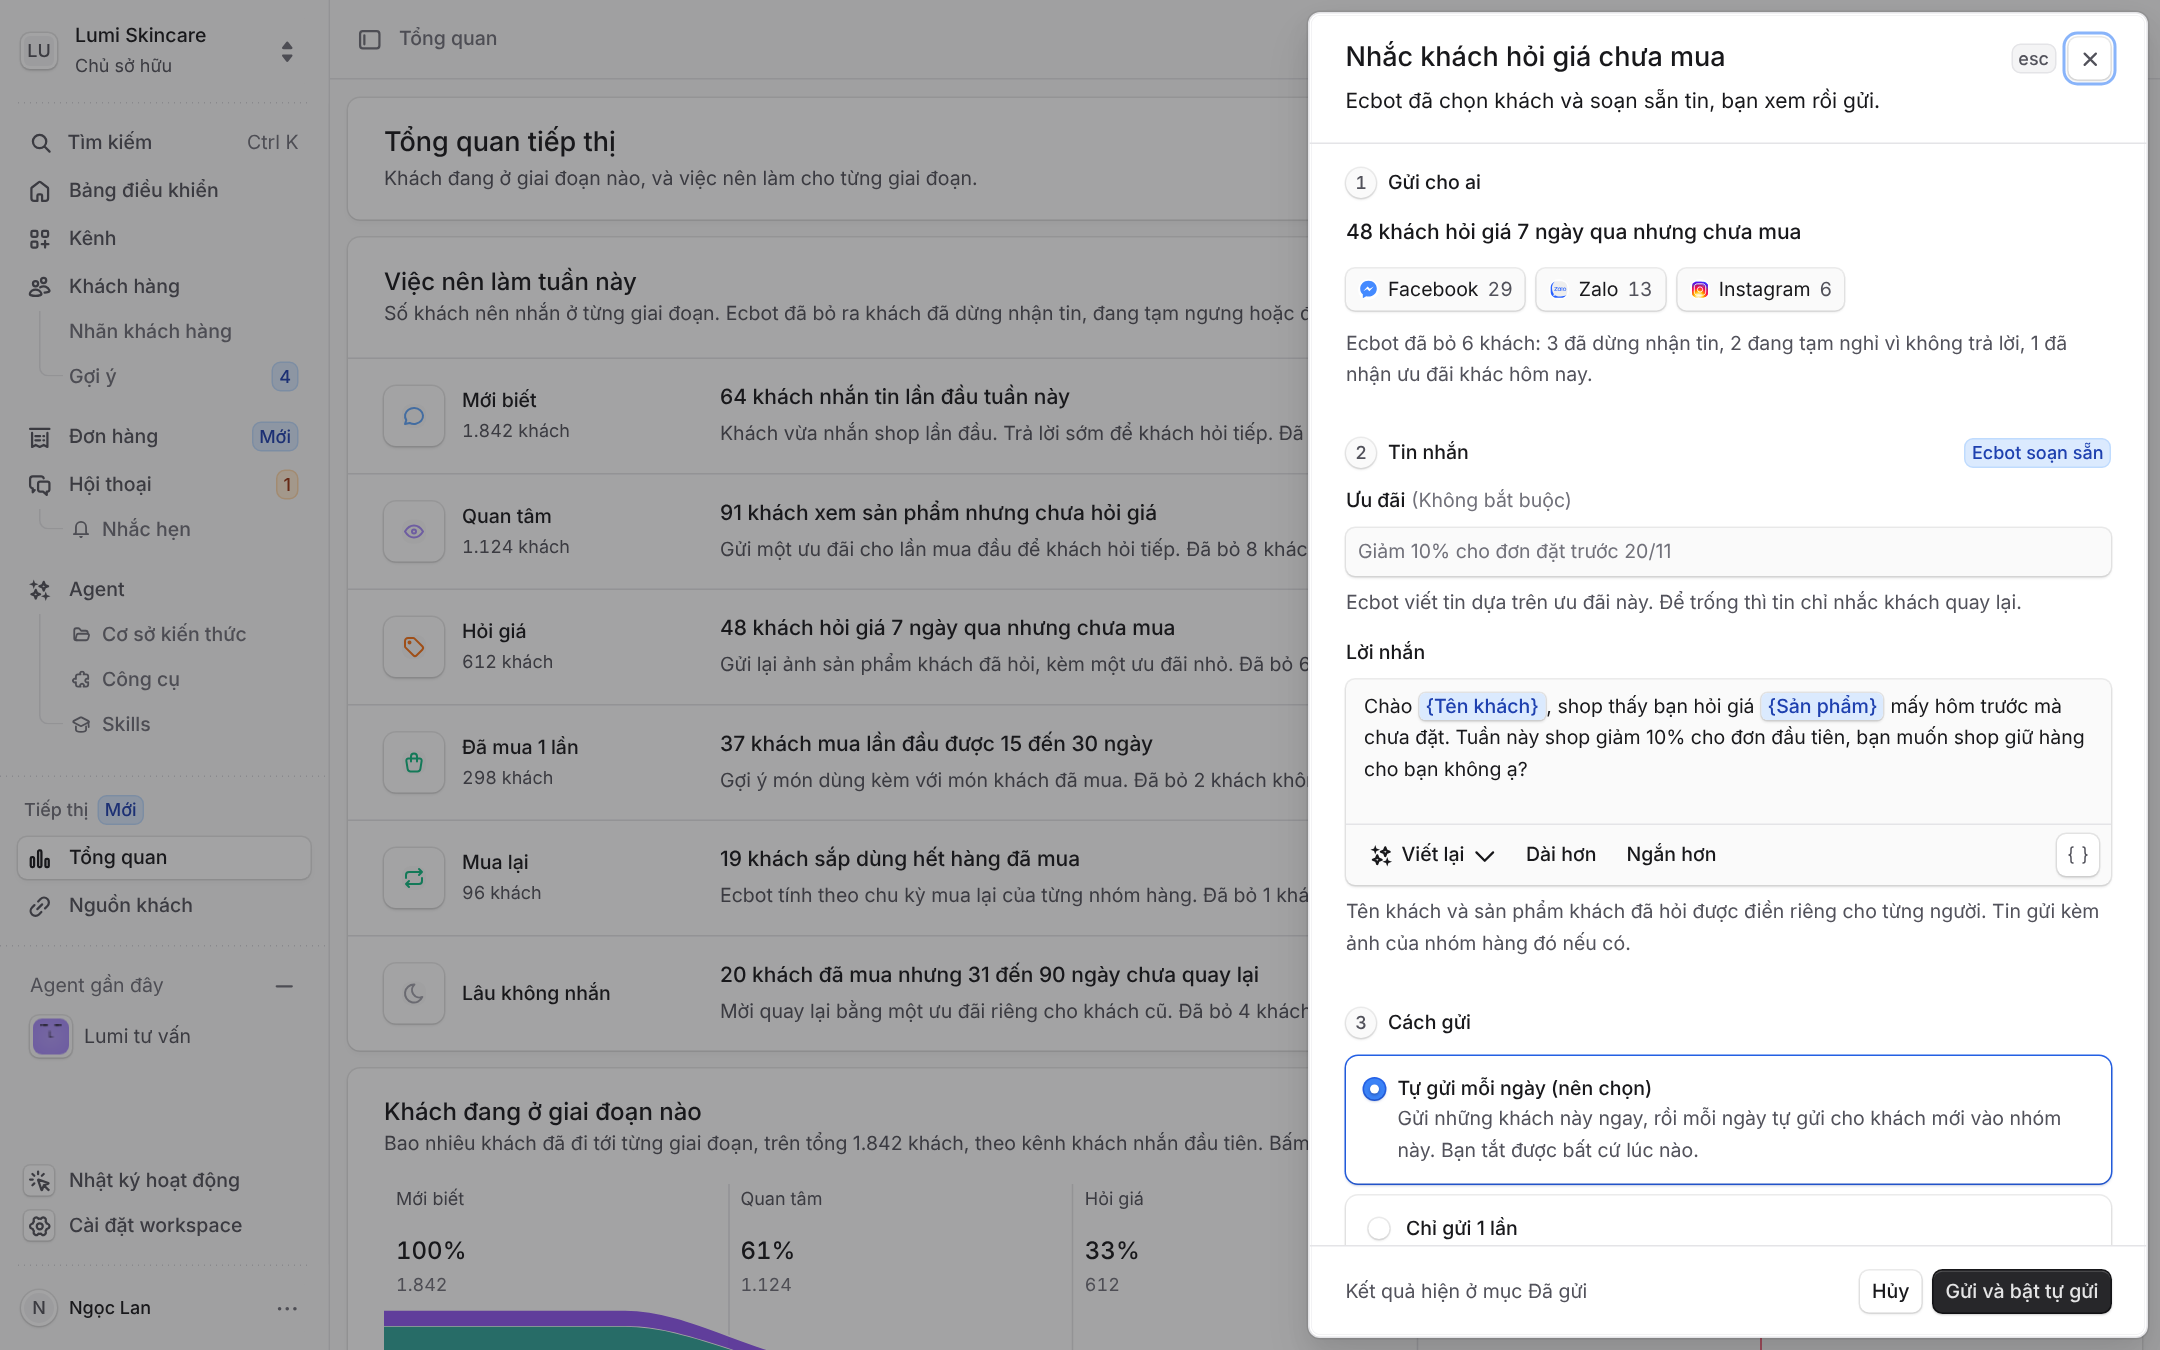 LU
Lumi Skincare
Chủ sở hữu
Tìm kiếm Ctrl K
Bảng điều khiển
Kênh
Khách hàng
Nhãn khách hàng
Gợi ý 4
Đơn hàng Mới
Hội thoại 1
Nhắc hẹn
Agent
Cơ sở kiến thức
Công cụ
Skills
Tiếp thị Mới
Tổng quan
Nguồn khách
Agent gần đây
Lumi tư vấn
Nhật ký hoạt động
Cài đặt workspace
N Ngọc Lan
Tổng quan
Tổng quan tiếp thị
Khách đang ở giai đoạn nào, và việc nên làm cho từng giai đoạn.
Việc nên làm tuần này
Số khách nên nhắn ở từng giai đoạn. Ecbot đã bỏ ra khách đã dừng nhận tin, đang tạm ngưng hoặc
Mới biết
1.842 khách
64 khách nhắn tin lần đầu tuần này
Khách vừa nhắn shop lần đầu. Trả lời sớm để khách hỏi tiếp. Đã
Quan tâm
1.124 khách
91 khách xem sản phẩm nhưng chưa hỏi giá
Gửi một ưu đãi cho lần mua đầu để khách hỏi tiếp. Đã bỏ 8 khác
Hỏi giá
612 khách
48 khách hỏi giá 7 ngày qua nhưng chưa mua
Gửi lại ảnh sản phẩm khách đã hỏi, kèm một ưu đãi nhỏ. Đã bỏ 6
Đã mua 1 lần
298 khách
37 khách mua lần đầu được 15 đến 30 ngày
Gợi ý món dùng kèm với món khách đã mua. Đã bỏ 2 khách khôn
Mua lại
96 khách
19 khách sắp dùng hết hàng đã mua
Ecbot tính theo chu kỳ mua lại của từng nhóm hàng. Đã bỏ 1 khá
Lâu không nhắn
20 khách đã mua nhưng 31 đến 90 ngày chưa quay lại
Mời quay lại bằng một ưu đãi riêng cho khách cũ. Đã bỏ 4 khách
Khách đang ở giai đoạn nào
Bao nhiêu khách đã đi tới từng giai đoạn, trên tổng 1.842 khách, theo kênh khách nhắn đầu tiên. Bấm
Mới biết
100%
1.842
Quan tâm
61%
1.124
Hỏi giá
33%
612
Nhắc khách hỏi giá chưa mua
esc
Ecbot đã chọn khách và soạn sẵn tin, bạn xem rồi gửi.
1 Gửi cho ai
48 khách hỏi giá 7 ngày qua nhưng chưa mua
Facebook 29 Zalo 13 Instagram 6
Ecbot đã bỏ 6 khách: 3 đã dừng nhận tin, 2 đang tạm nghỉ vì không trả lời, 1 đã
nhận ưu đãi khác hôm nay.
2 Tin nhắn
Ecbot soạn sẵn
Ưu đãi (Không bắt buộc)
Giảm 10% cho đơn đặt trước 20/11
Ecbot viết tin dựa trên ưu đãi này. Để trống thì tin chỉ nhắc khách quay lại.
Lời nhắn
Chào {Tên khách}, shop thấy bạn hỏi giá {Sản phẩm} mấy hôm trước mà
chưa đặt. Tuần này shop giảm 10% cho đơn đầu tiên, bạn muốn shop giữ hàng
cho bạn không ạ?
Viết lại Dài hơn Ngắn hơn { }
Tên khách và sản phẩm khách đã hỏi được điền riêng cho từng người. Tin gửi kèm
ảnh của nhóm hàng đó nếu có.
3 Cách gửi
Tự gửi mỗi ngày (nên chọn)
Gửi những khách này ngay, rồi mỗi ngày tự gửi cho khách mới vào nhóm
này. Bạn tắt được bất cứ lúc nào.
Chỉ gửi 1 lần
Kết quả hiện ở mục Đã gửi
Hủy
Gửi và bật tự gửi